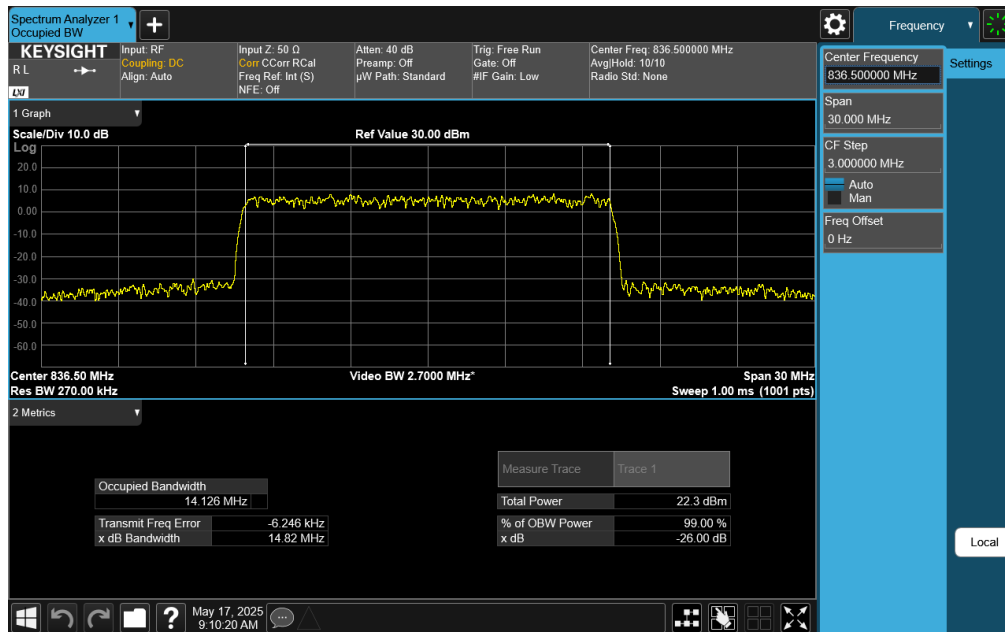 Spectrum Analyzer 1
Occupied BW
Frequency
KEYSIGHT
R L
LXI
Input: RF
Coupling: DC
Align: Auto
Input Z: 50 Ω
Corr CCorr RCal
Freq Ref: Int (S)
NFE: Off
Atten: 40 dB
Preamp: Off
µW Path: Standard
Trig: Free Run
Gate: Off
#IF Gain: Low
Center Freq: 836.500000 MHz
Avg|Hold: 10/10
Radio Std: None
Center Frequency
836.500000 MHz
Settings
Span
30.000 MHz
CF Step
3.000000 MHz
Auto
Man
Freq Offset
0 Hz
1 Graph
Scale/Div 10.0 dB
Ref Value 30.00 dBm
Log
20.0
10.0
0.00
-10.0
-20.0
-30.0
-40.0
-50.0
-60.0
Center 836.50 MHz
Video BW 2.7000 MHz*
Span 30 MHz
Res BW 270.00 kHz
Sweep 1.00 ms (1001 pts)
2 Metrics
Measure Trace
Trace 1
Occupied Bandwidth
14.126 MHz
Total Power
22.3 dBm
Transmit Freq Error
-6.246 kHz
% of OBW Power
99.00 %
x dB Bandwidth
14.82 MHz
x dB
-26.00 dB
Local
?
May 17, 2025
9:10:20 AM